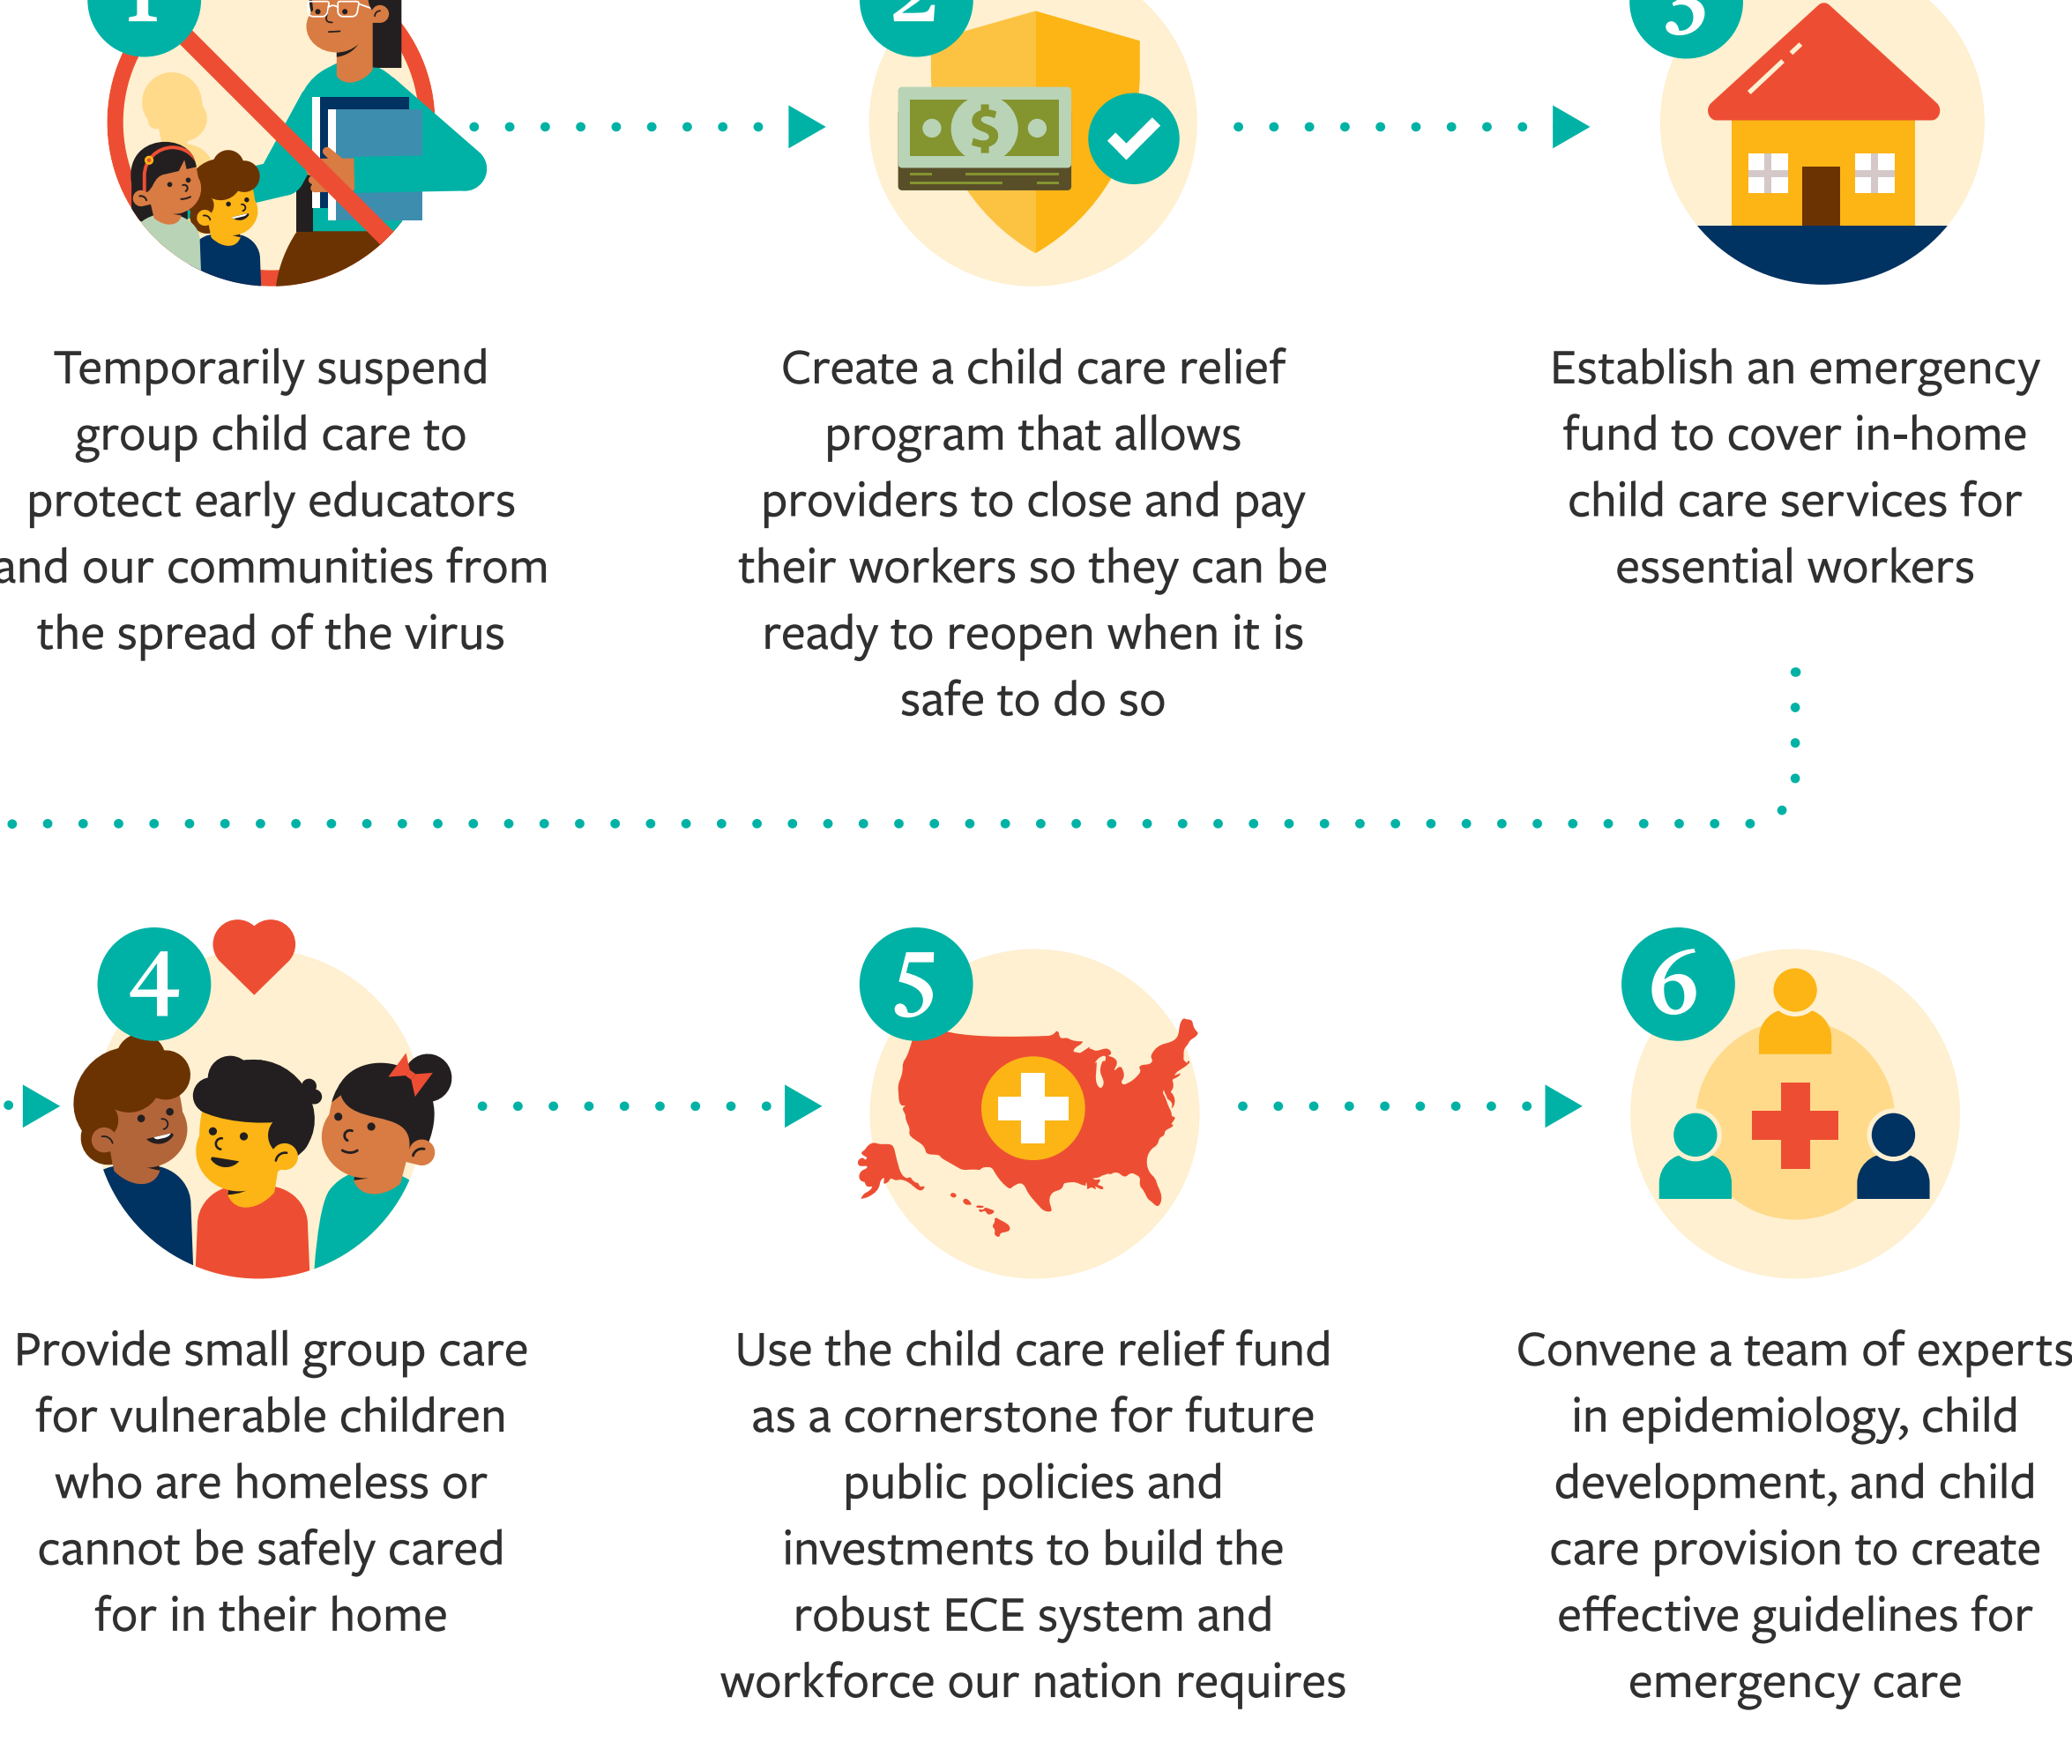 1
Temporarily suspend
group child care to
protect early educators
and our communities from
the spread of the virus
2
$
Create a child care relief
program that allows
providers to close and pay
their workers so they can be
ready to reopen when it is
safe to do so
3
Establish an emergency
fund to cover in-home
child care services for
essential workers
4
Provide small group care
for vulnerable children
who are homeless or
cannot be safely cared
for in their home
5
Use the child care relief fund
as a cornerstone for future
public policies and
investments to build the
robust ECE system and
workforce our nation requires
6
Convene a team of experts
in epidemiology, child
development, and child
care provision to create
effective guidelines for
emergency care